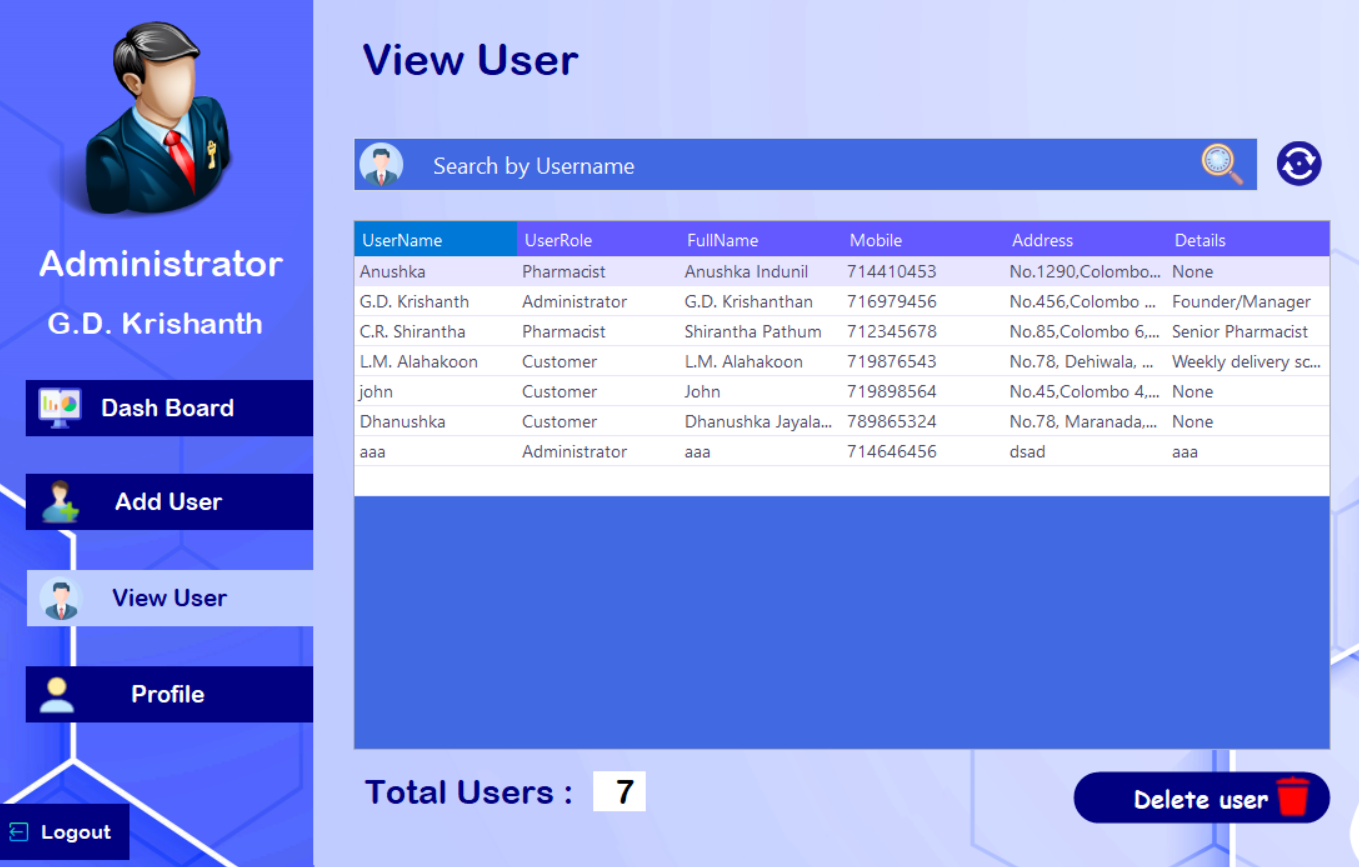 Administrator
G.D. Krishanth
Dash Board
Add User
View User
Profile
Logout
View User
Search by Username
UserName UserRole FullName Mobile Address Details
Anushka Pharmacist Anushka Indunil 714410453 No.1290,Colombo... None
G.D. Krishanth Administrator G.D. Krishanthan 716979456 No.456,Colombo ... Founder/Manager
C.R. Shirantha Pharmacist Shirantha Pathum 712345678 No.85,Colombo 6,... Senior Pharmacist
L.M. Alahakoon Customer L.M. Alahakoon 719876543 No.78, Dehiwala, ... Weekly delivery sc...
john Customer John 719898564 No.45,Colombo 4,... None
Dhanushka Customer Dhanushka Jayala... 789865324 No.78, Maranada,... None
aaa Administrator aaa 714646456 dsad aaa
Total Users : 7
Delete user